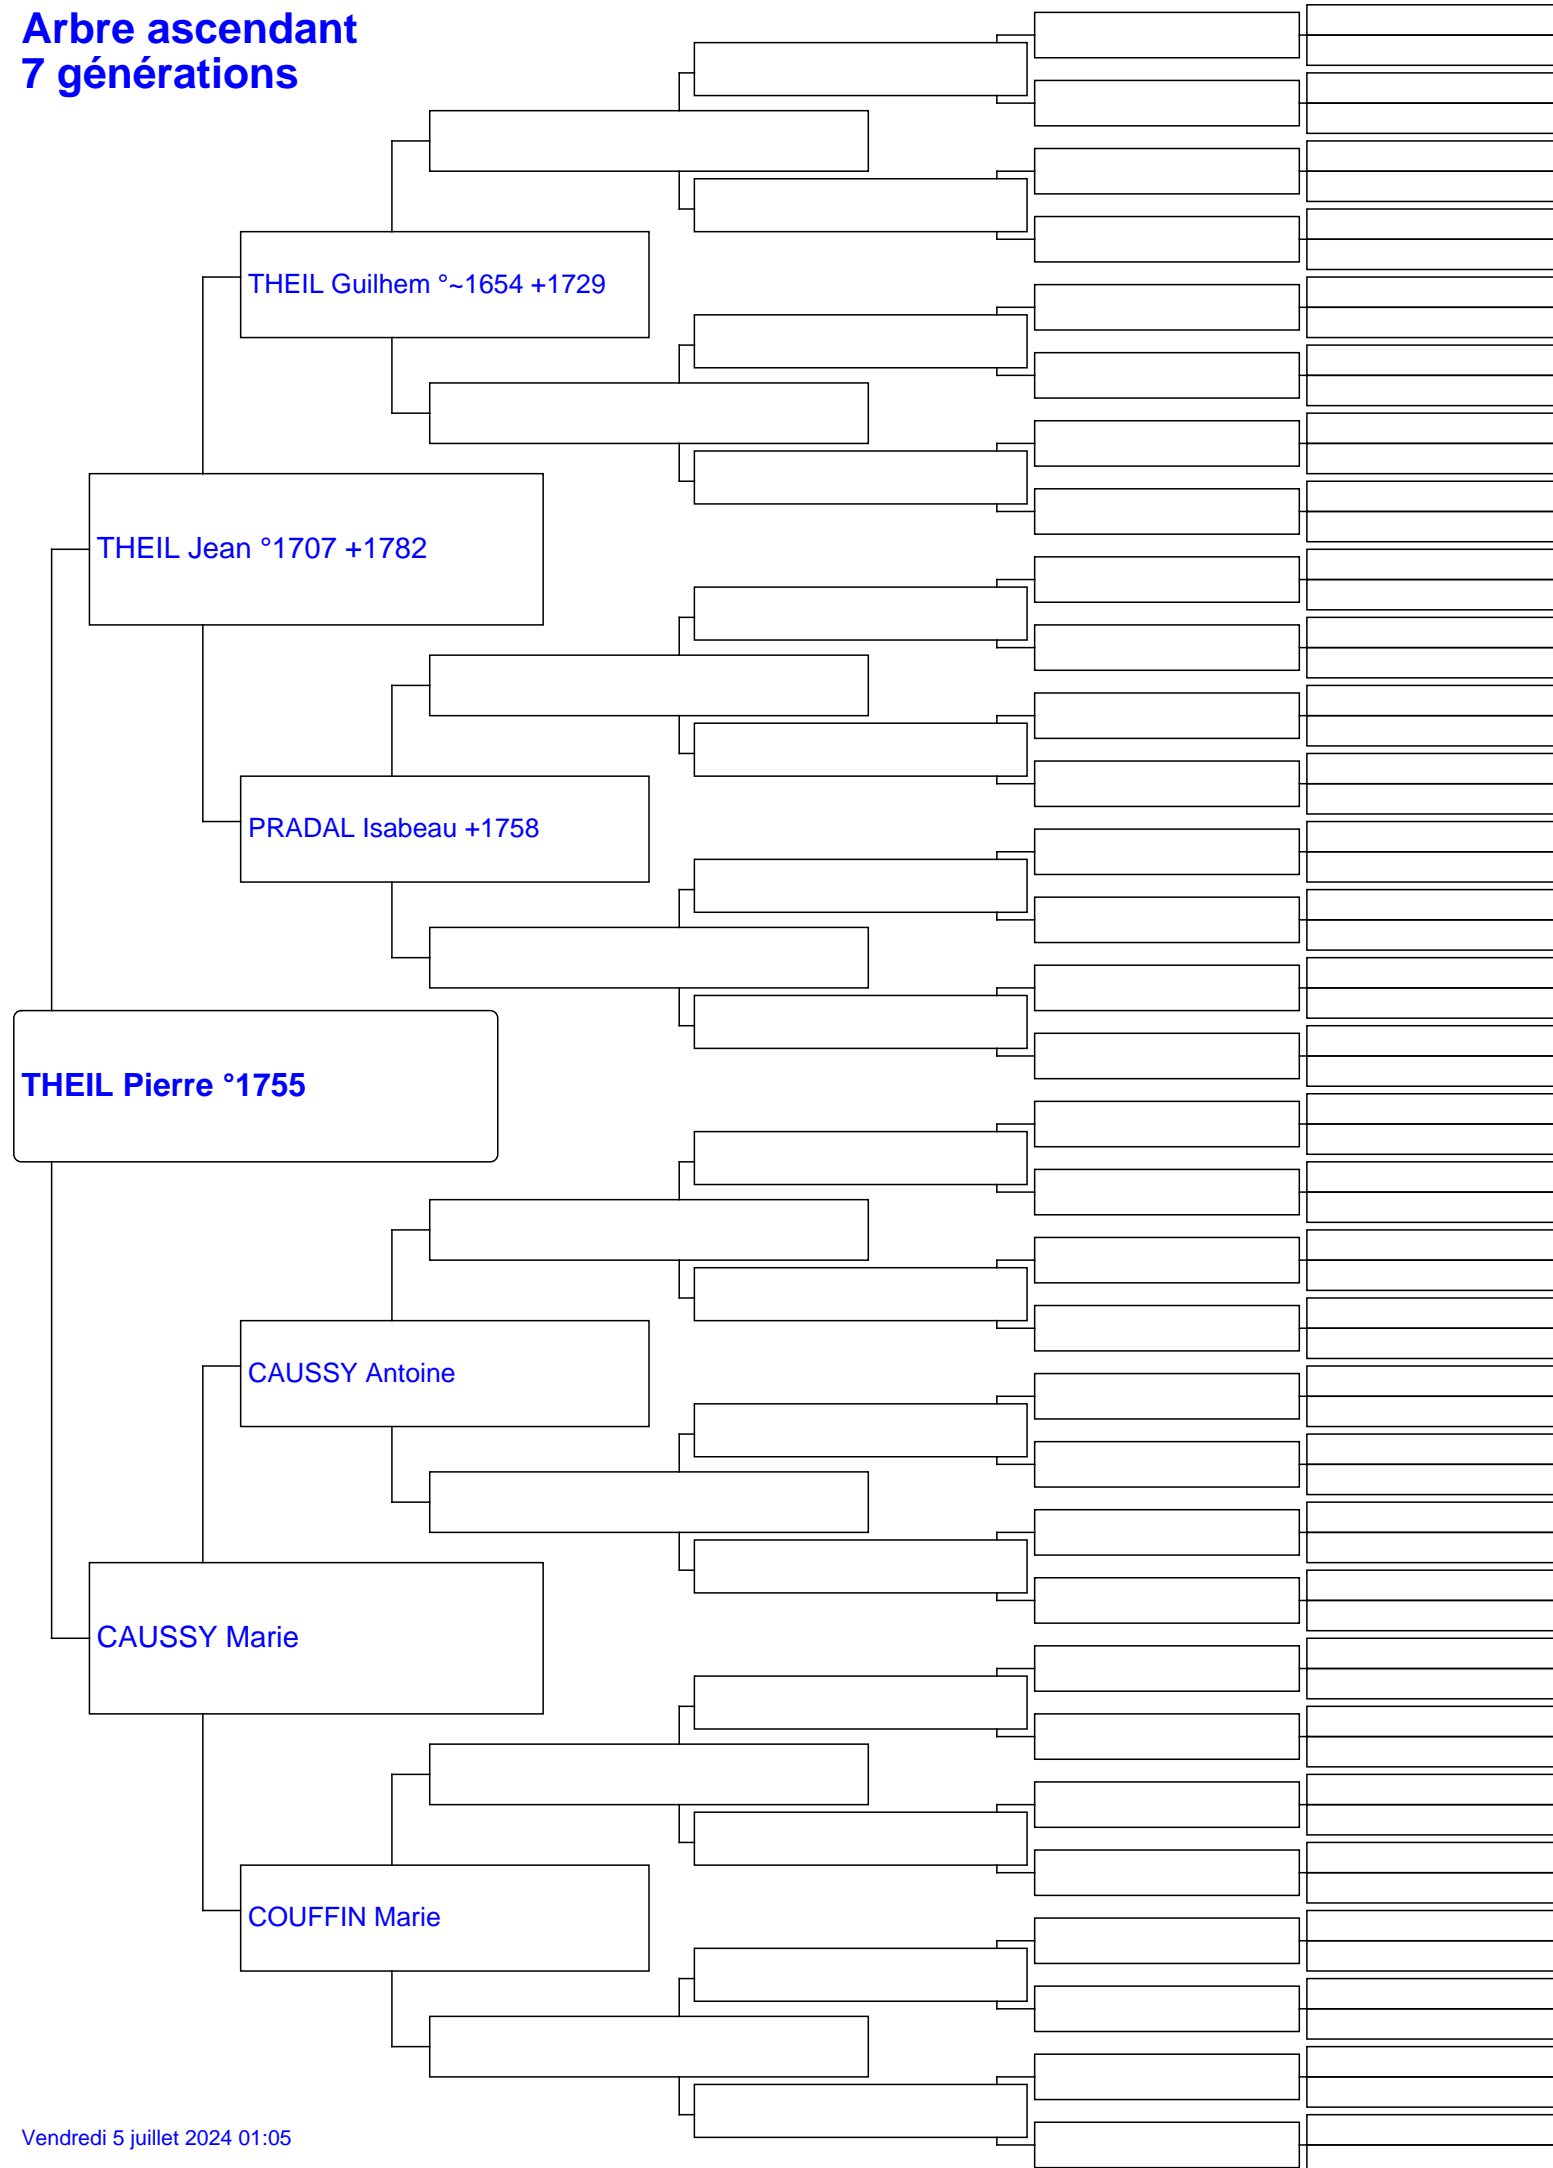 Arbre ascendant
7 générations
THEIL Guilhem °~1654 +1729
THEIL Jean °1707 +1782
PRADAL Isabeau +1758
THEIL Pierre °1755
CAUSSY Antoine
CAUSSY Marie
COUFFIN Marie
Vendredi 5 juillet 2024 01:05